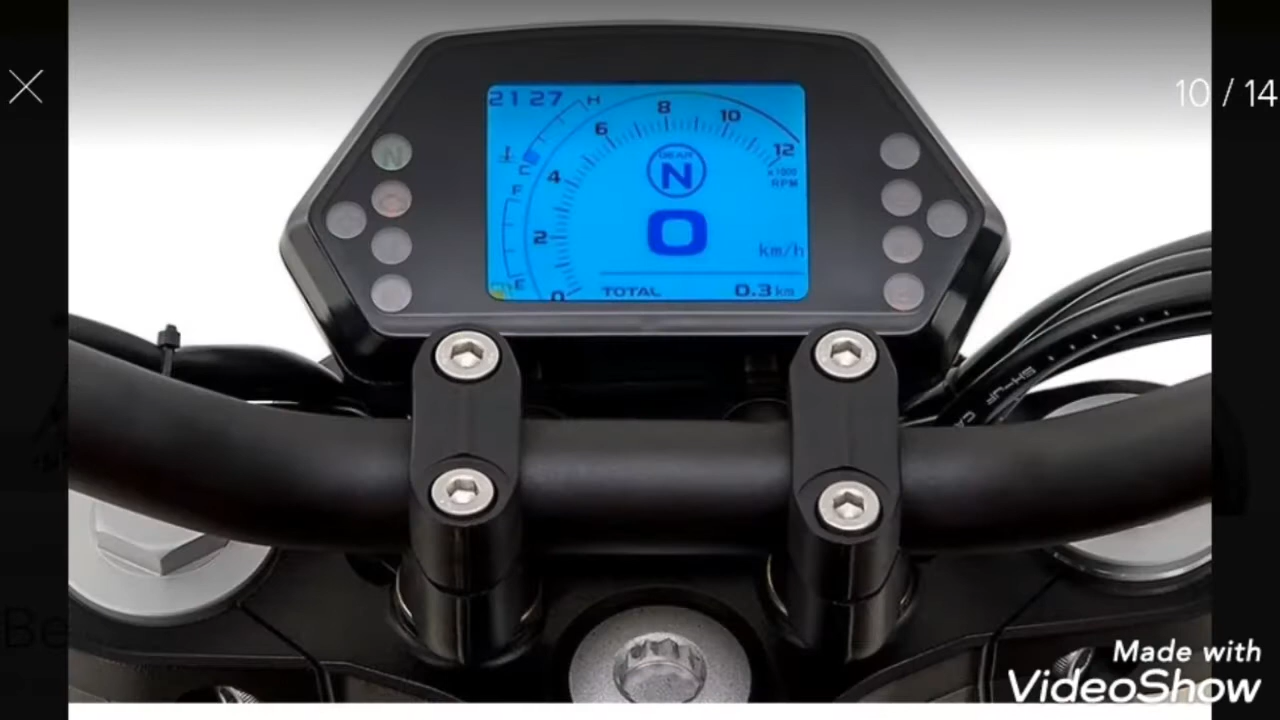 10 / 14
21 27
H
8
10
6
12
x1000
RPM
C
4
GEAR
N
N
F
2
0
km/h
E
0
TOTAL 0.3 km
Be
Made with
VideoShow